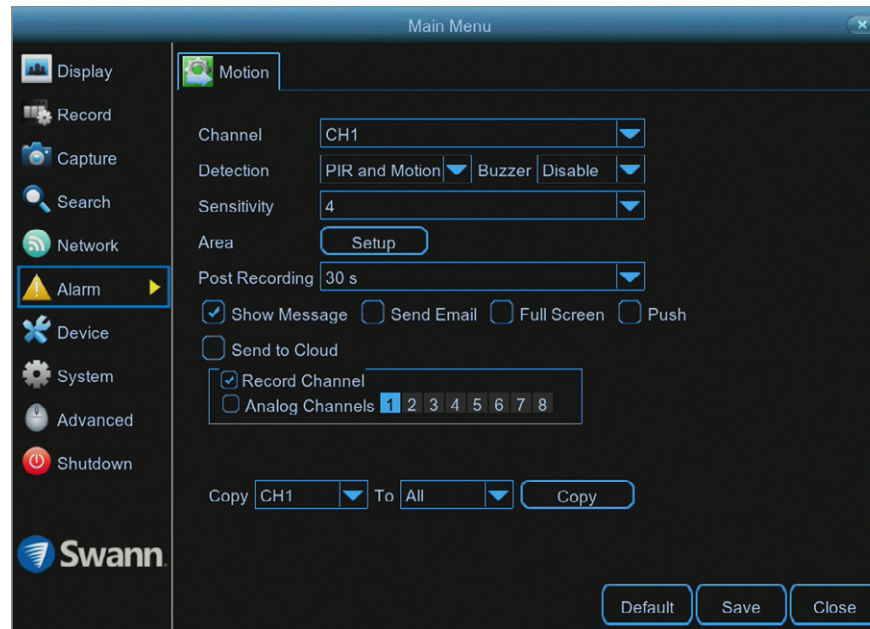 Main Menu
Display
Record
Capture
Search
Network
Alarm
Device
System
Advanced
Shutdown
Swann
Motion
Channel CH1
Detection PIR and Motion Buzzer Disable
Sensitivity 4
Area Setup
Post Recording 30 s
Show Message Send Email Full Screen Push
Send to Cloud
Record Channel
Analog Channels 1 2 3 4 5 6 7 8
Copy CH1 To All Copy
Default Save Close